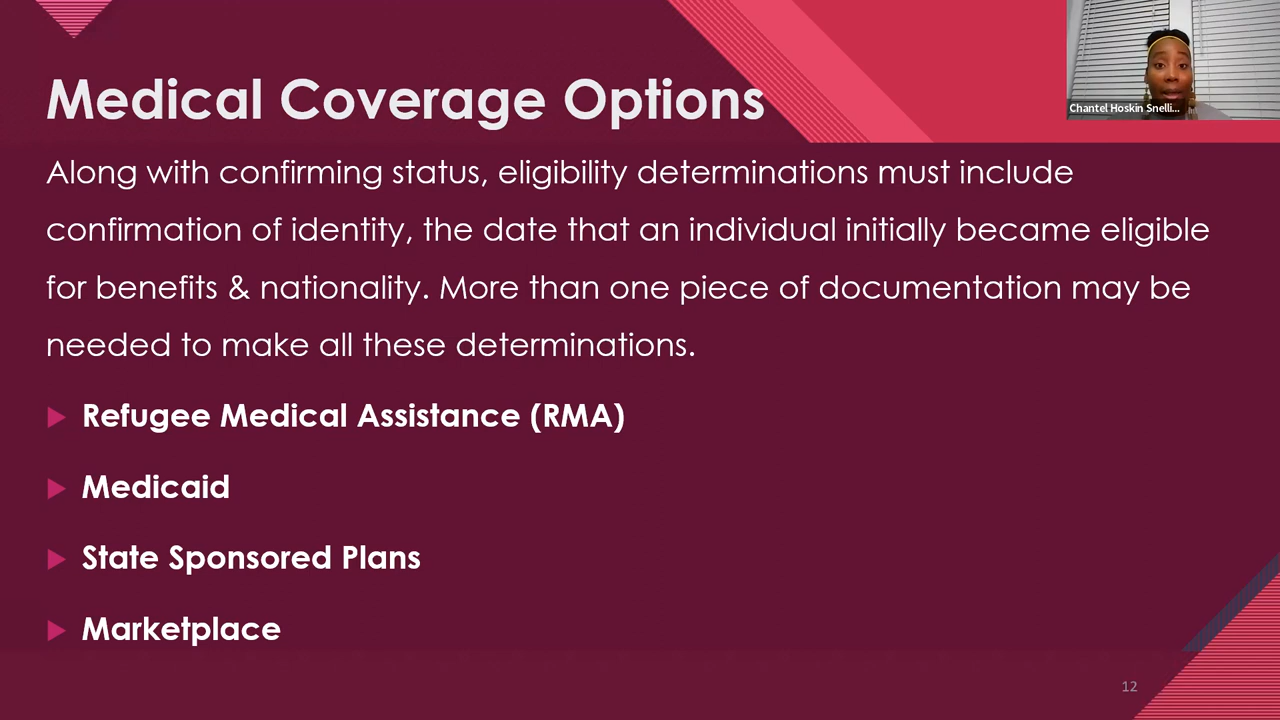 Medical Coverage Options
Chantel Hoskin Snelli...
Along with confirming status, eligibility determinations must include
confirmation of identity, the date that an individual initially became eligible
for benefits & nationality. More than one piece of documentation may be
needed to make all these determinations.
Refugee Medical Assistance (RMA)
Medicaid
State Sponsored Plans
Marketplace
12